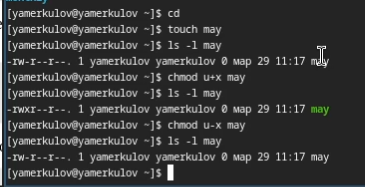 [yamerkulov@yamerkulov ~]$ cd
[yamerkulov@yamerkulov ~]$ touch may
[yamerkulov@yamerkulov ~]$ ls -l may
-rw-r--r--. 1 yamerkulov yamerkulov 0 мар 29 11:17 may
[yamerkulov@yamerkulov ~]$ chmod u+x may
[yamerkulov@yamerkulov ~]$ ls -l may
-rwxr--r--. 1 yamerkulov yamerkulov 0 мар 29 11:17 may
[yamerkulov@yamerkulov ~]$ chmod u-x may
[yamerkulov@yamerkulov ~]$ ls -l may
-rw-r--r--. 1 yamerkulov yamerkulov 0 мар 29 11:17 may
[yamerkulov@yamerkulov ~]$